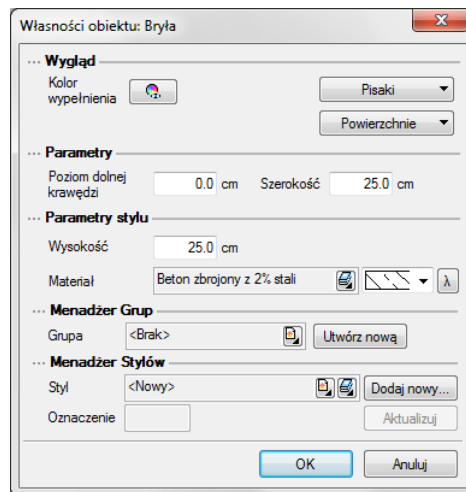 Własności obiektu: Bryła
Wygląd
Kolor
wypełnienia
Pisaki
Powierzchnie
Parametry
Poziom dolnej
krawędzi
0.0 cm
Szerokość
25.0 cm
Parametry stylu
Wysokość
25.0 cm
Materiał
Beton zbrojony z 2% stali
λ
Menadżer Grup
Grupa
<Brak>
Utwórz nową
Menadżer Stylów
Styl
<Nowy>
Dodaj nowy...
Oznaczenie
Aktualizuj
OK
Anuluj